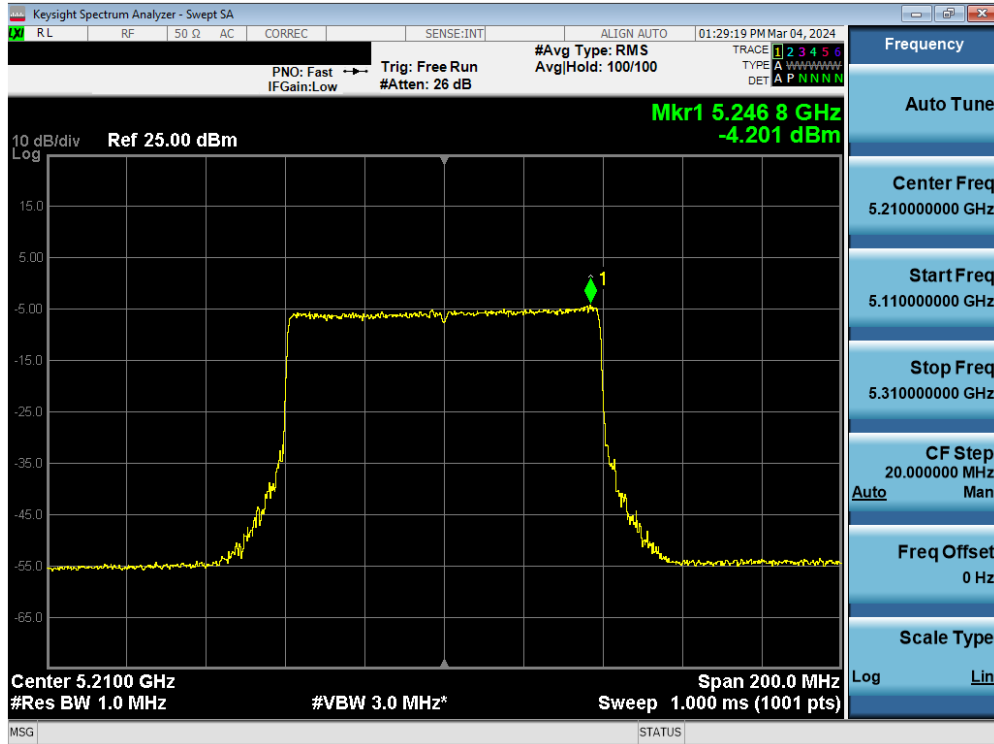 Keysight Spectrum Analyzer - Swept SA
LXI RL RF 50 Ω AC CORREC SENSE:INT ALIGN AUTO 01:29:19 PM Mar 04, 2024
PNO: Fast
IFGain:Low
Trig: Free Run
#Atten: 26 dB
#Avg Type: RMS
Avg|Hold: 100/100
TRACE 1 2 3 4 5 6
TYPE A WWWWW
DET A P N N N N
Mkr1 5.246 8 GHz
-4.201 dBm
10 dB/div Ref 25.00 dBm
Log
15.0
5.00
1
-5.00
-15.0
-25.0
-35.0
-45.0
-55.0
-65.0
Center 5.2100 GHz Span 200.0 MHz
#Res BW 1.0 MHz #VBW 3.0 MHz* Sweep 1.000 ms (1001 pts)
MSG STATUS
Frequency
Auto Tune
Center Freq
5.210000000 GHz
Start Freq
5.110000000 GHz
Stop Freq
5.310000000 GHz
CF Step
20.000000 MHz
Auto Man
Freq Offset
0 Hz
Scale Type
Log Lin